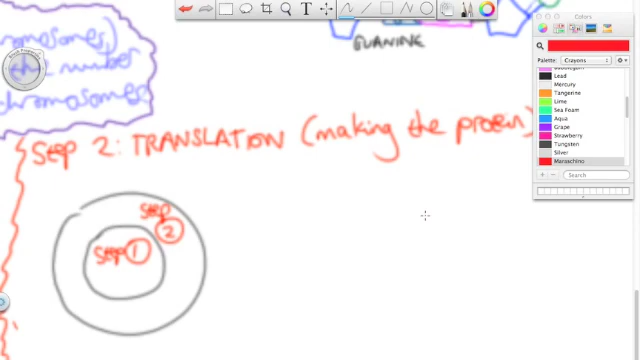 chromosomes,)
number
chromosomes
GUANINE
Step 2: TRANSLATION (making the protein)
Step
2
Step 1
Colors
Palette: Crayons
Lead
Mercury
Tangerine
Lime
Sea Foam
Aqua
Grape
Strawberry
Tungsten
Silver
Maraschino
Search